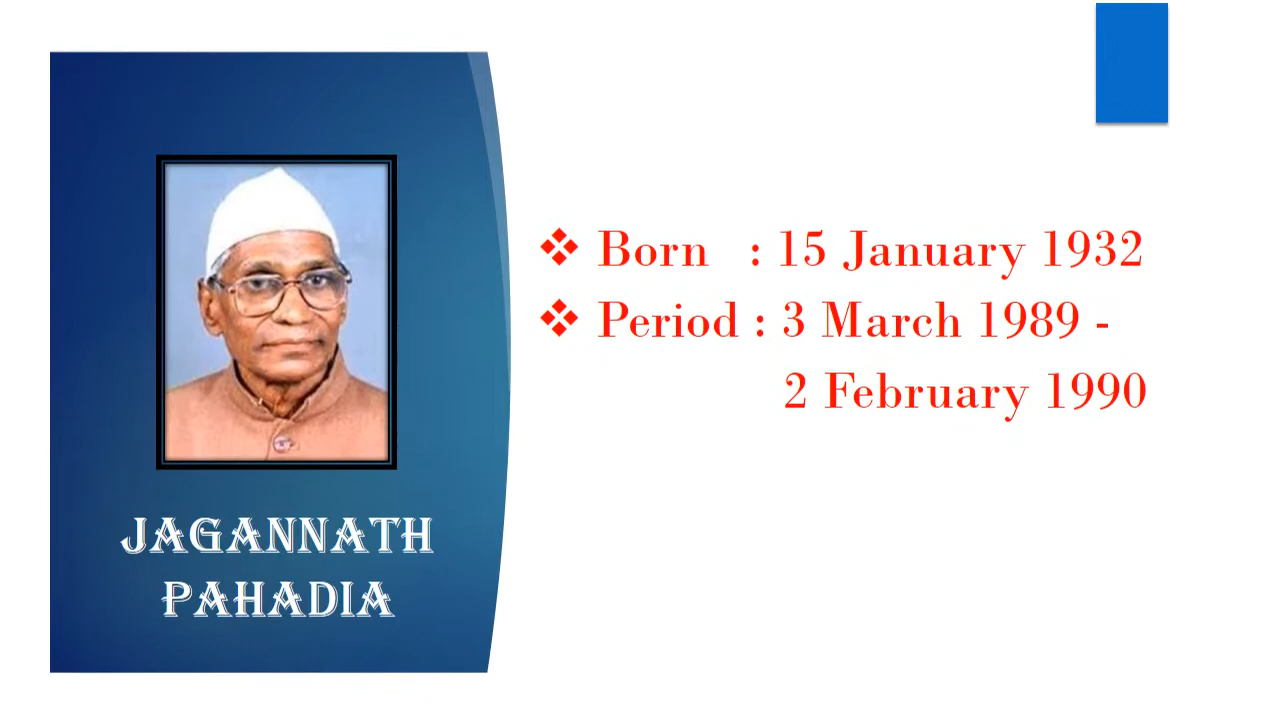 JAGANNATH
PAHADIA
❖ Born : 15 January 1932
❖ Period : 3 March 1989 -
2 February 1990